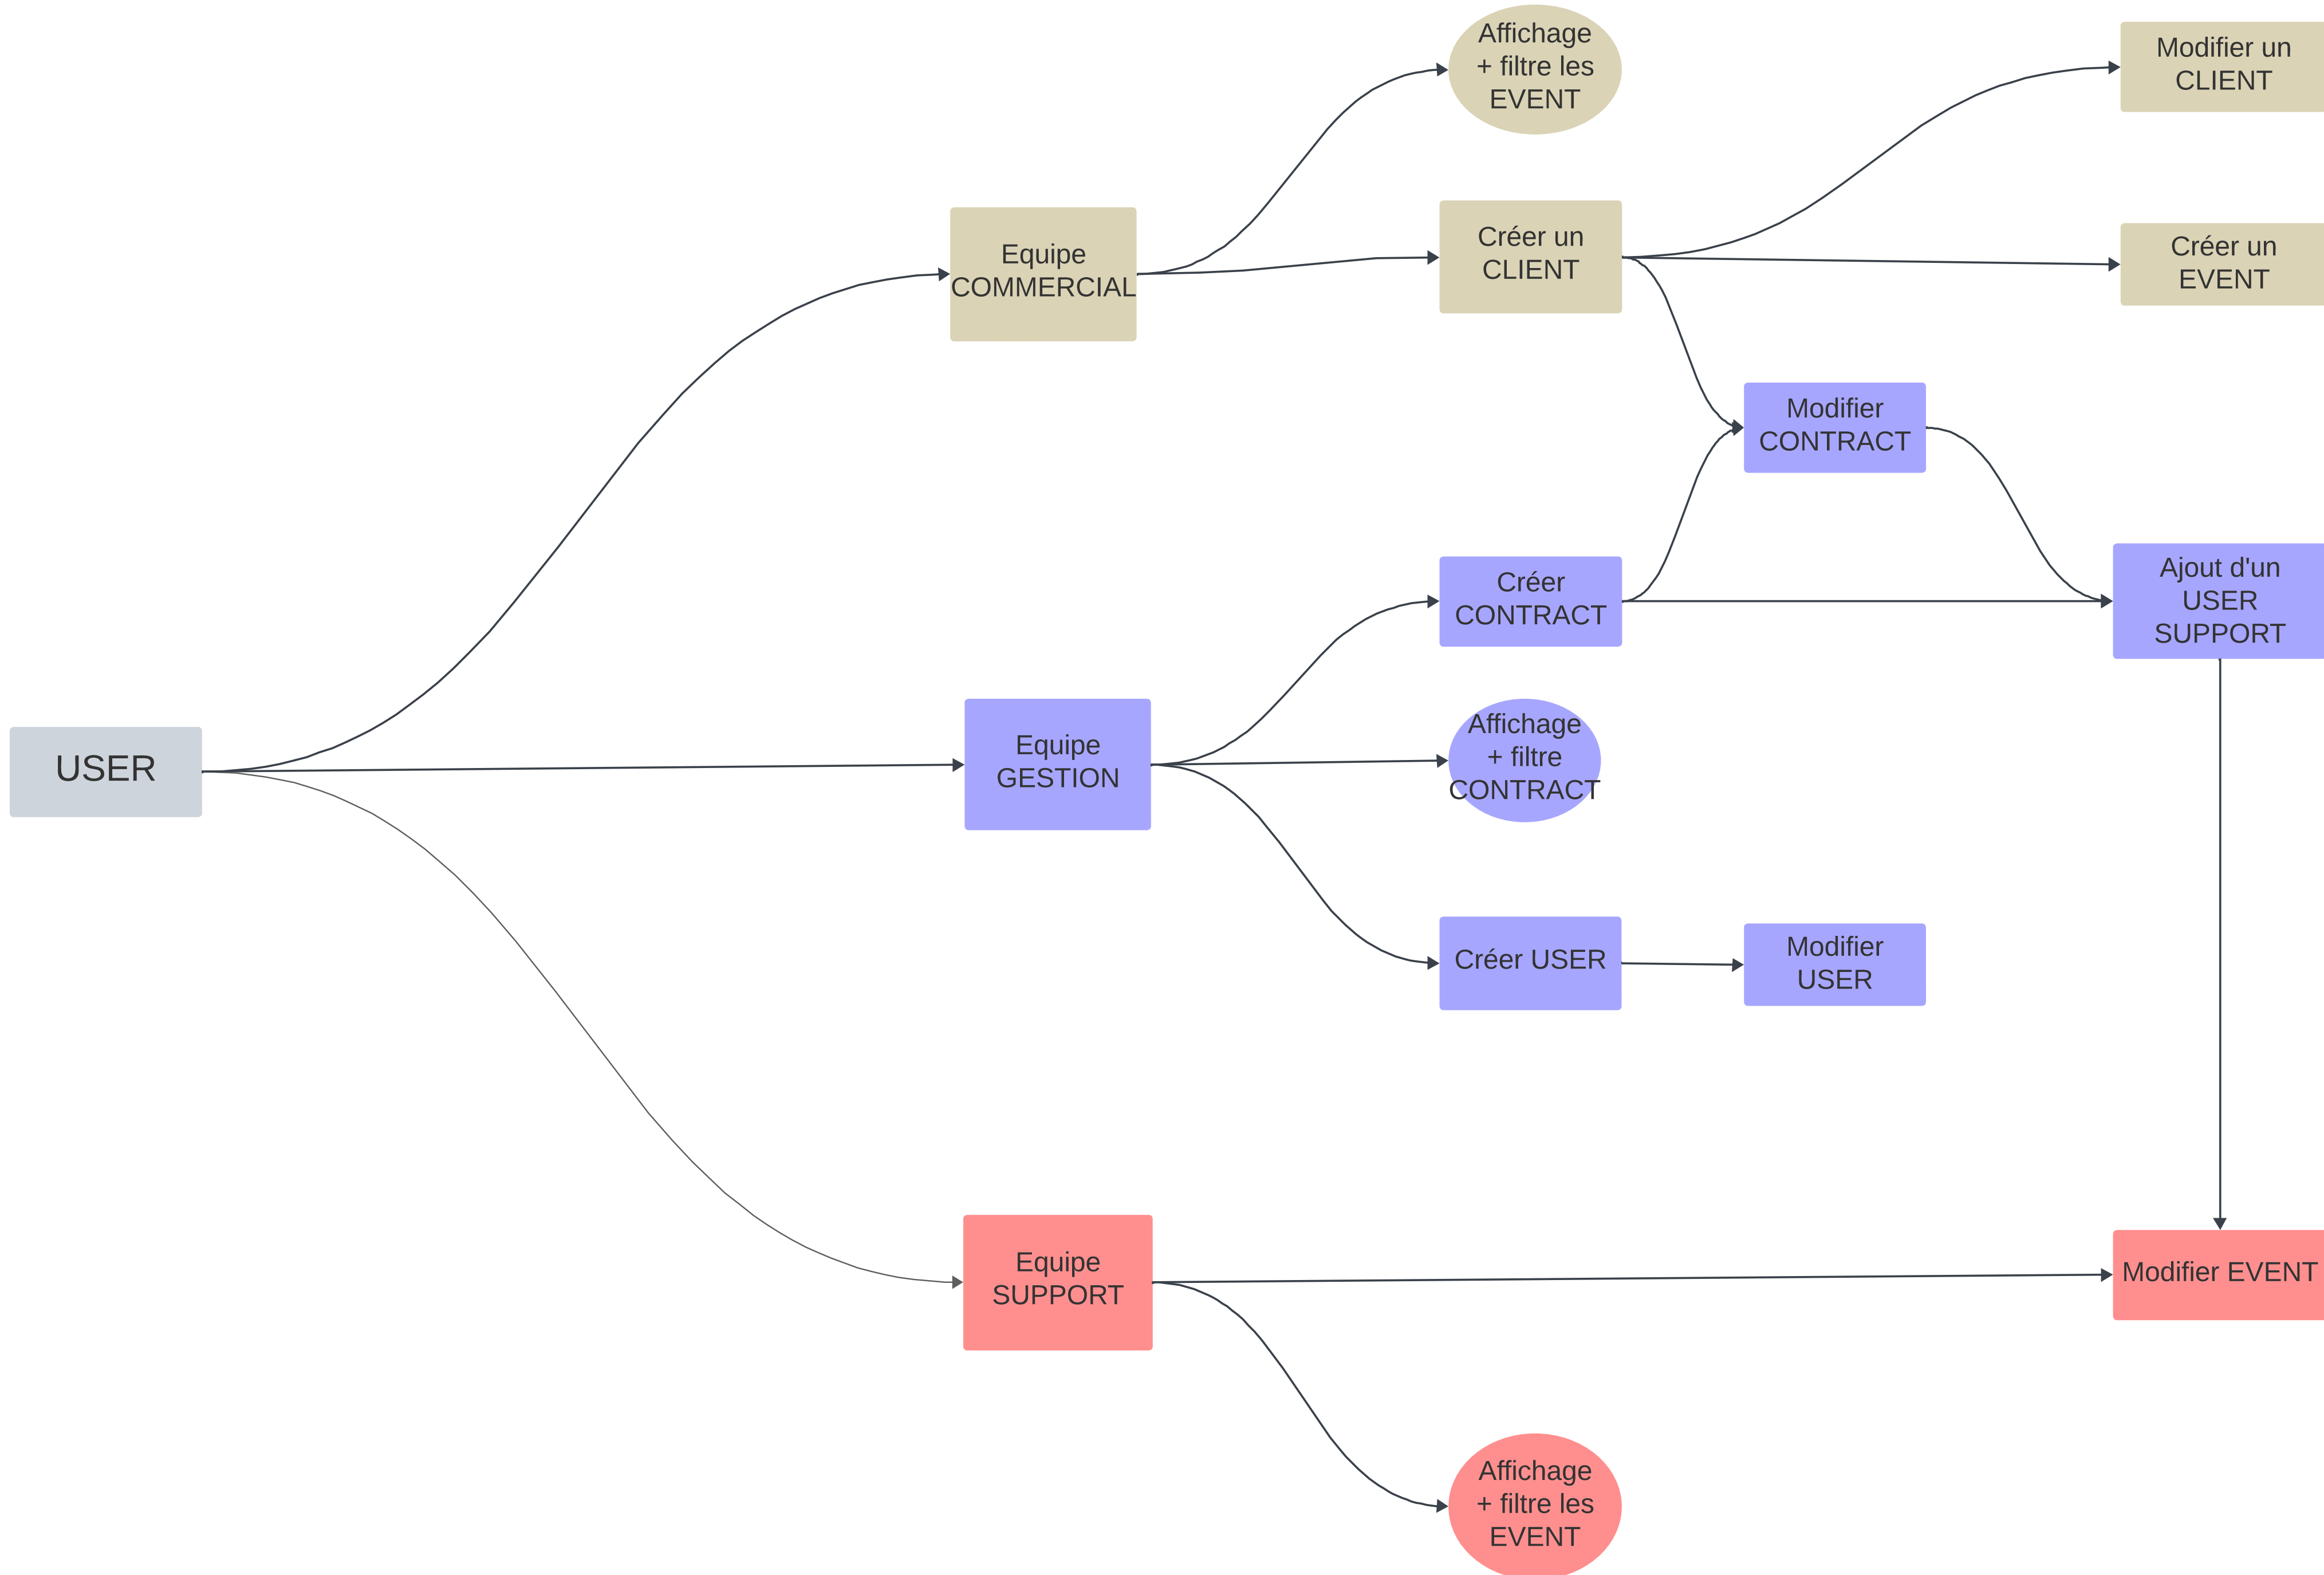 Affichage
+ filtre les
EVENT
Modifier un
CLIENT
Equipe
COMMERCIAL
Créer un
CLIENT
Créer un
EVENT
Modifier
CONTRACT
Créer
CONTRACT
Ajout d'un
USER
SUPPORT
USER
Equipe
GESTION
Affichage
+ filtre
CONTRACT
Créer USER
Modifier
USER
Equipe
SUPPORT
Modifier EVENT
Affichage
+ filtre les
EVENT